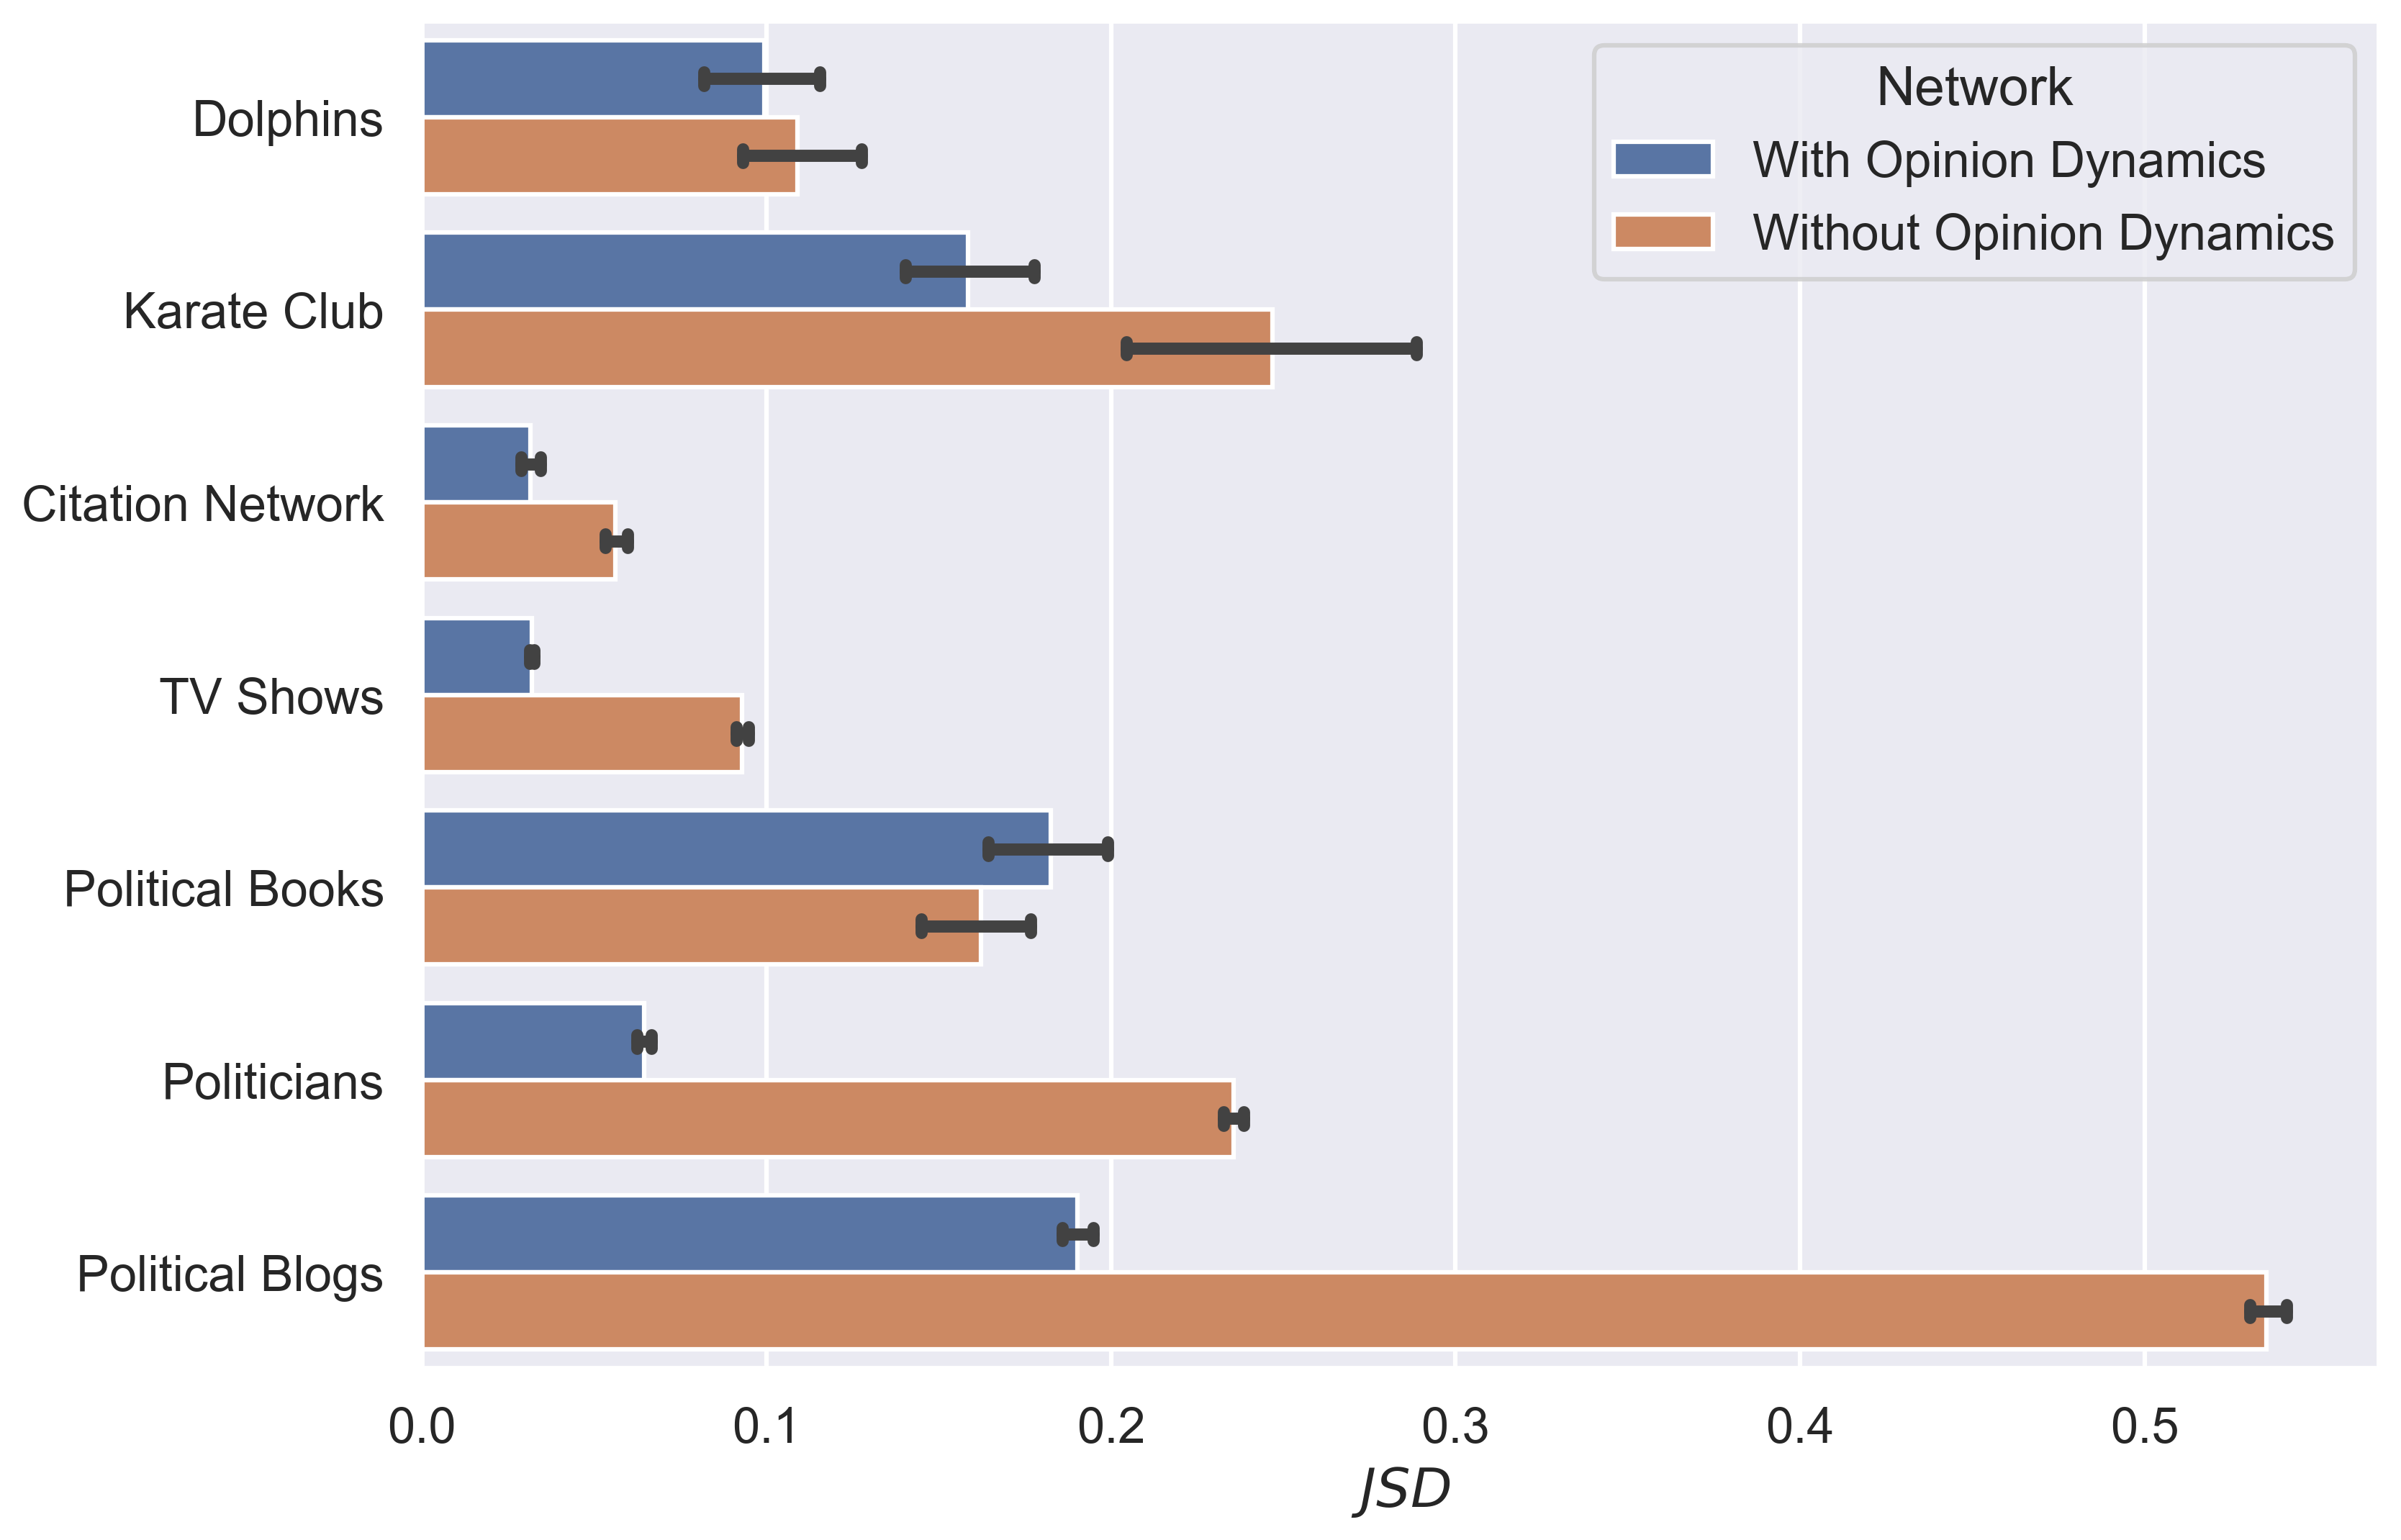 Network
With Opinion Dynamics
Without Opinion Dynamics
Dolphins
Karate Club
Citation Network
TV Shows
Political Books
Politicians
Political Blogs
0.0 0.1 0.2 0.3 0.4 0.5
JSD